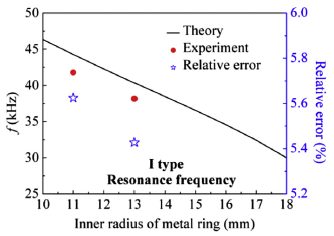 50
45
40
35
30
25
f (kHz)
6.0
5.8
5.6
5.4
5.2
Relative error (%)
Theory
Experiment
Relative error
I type
Resonance frequency
10 11 12 13 14 15 16 17 18
Inner radius of metal ring (mm)